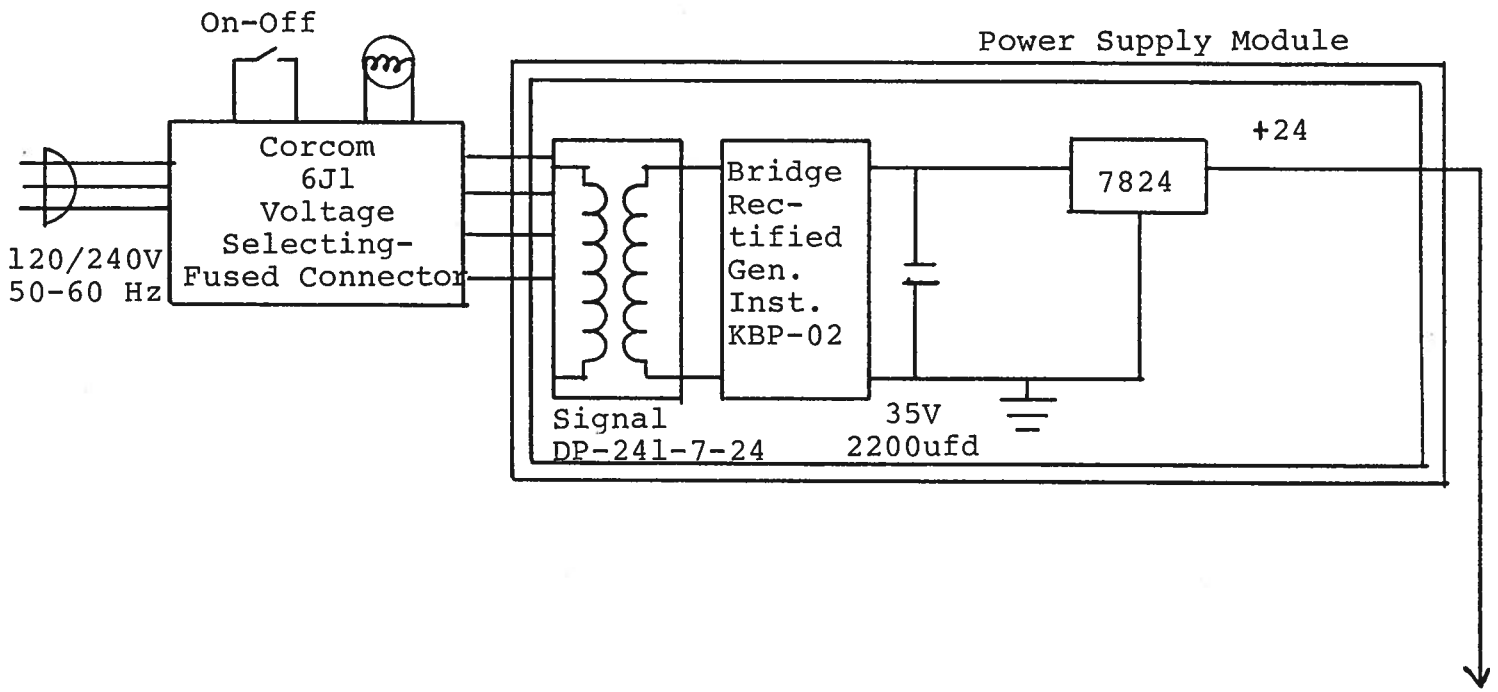 On-Off
Power Supply Module
Corcom
6J1
Voltage
Selecting-
Fused Connector
120/240V
50-60 Hz
Bridge
Rec-
tified
Gen.
Inst.
KBP-02
7824
+24
Signal
DP-241-7-24
35V
2200ufd